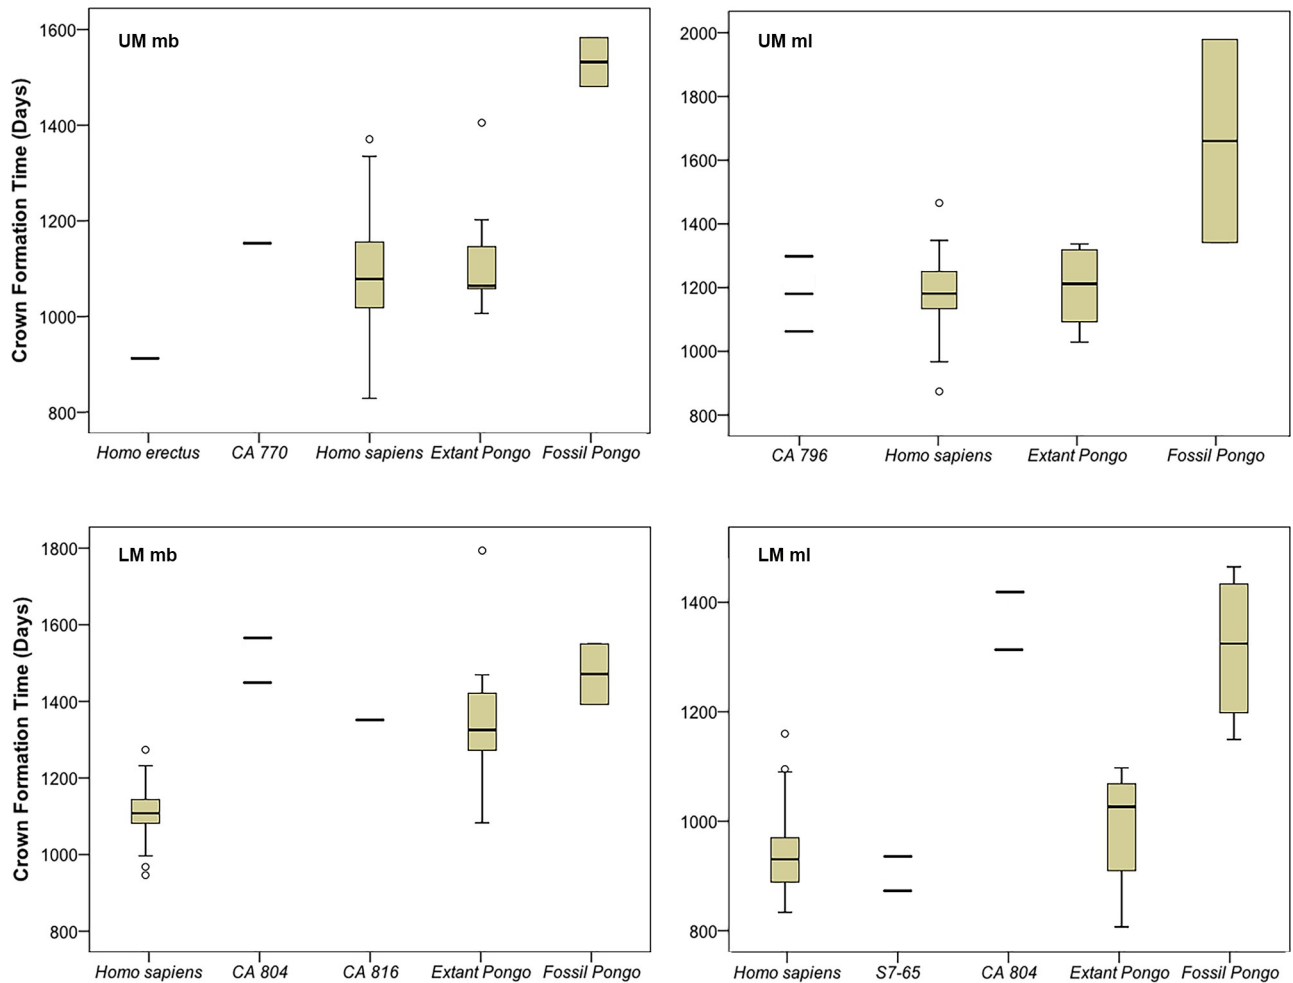 UM mb
Crown Formation Time (Days)
1600
1400
1200
1000
800
Homo erectus CA 770 Homo sapiens Extant Pongo Fossil Pongo
UM ml
2000
1800
1600
1400
1200
1000
800
CA 796 Homo sapiens Extant Pongo Fossil Pongo
LM mb
Crown Formation Time (Days)
1800
1600
1400
1200
1000
800
Homo sapiens CA 804 CA 816 Extant Pongo Fossil Pongo
LM ml
1400
1200
1000
800
Homo sapiens S7-65 CA 804 Extant Pongo Fossil Pongo